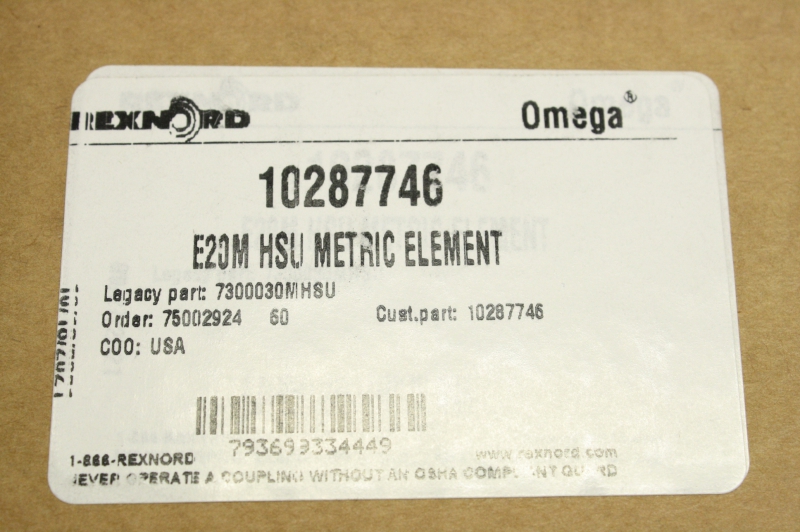 REXNORD Omega®
10287746
E20M HSU METRIC ELEMENT
Legacy part: 7300030MHSU
Order: 75002924 60 Cust.part: 10287746
COO: USA
793699334449
1-866-REXNORD www.rexnord.com
NEVER OPERATE A COUPLING WITHOUT AN OSHA COMPLIANT GUARD